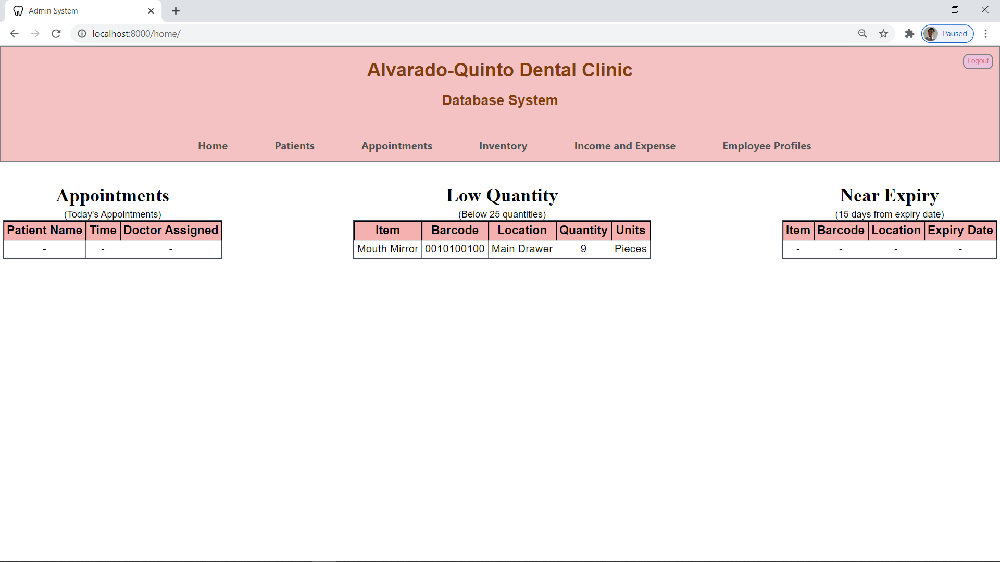 Admin System
localhost:8000/home/
Paused
Logout
Alvarado-Quinto Dental Clinic
Database System
Home Patients Appointments Inventory Income and Expense Employee Profiles
Appointments
(Today's Appointments)
Patient Name Time Doctor Assigned
- - -
Low Quantity
(Below 25 quantities)
Item Barcode Location Quantity Units
Mouth Mirror 0010100100 Main Drawer 9 Pieces
Near Expiry
(15 days from expiry date)
Item Barcode Location Expiry Date
- - - -